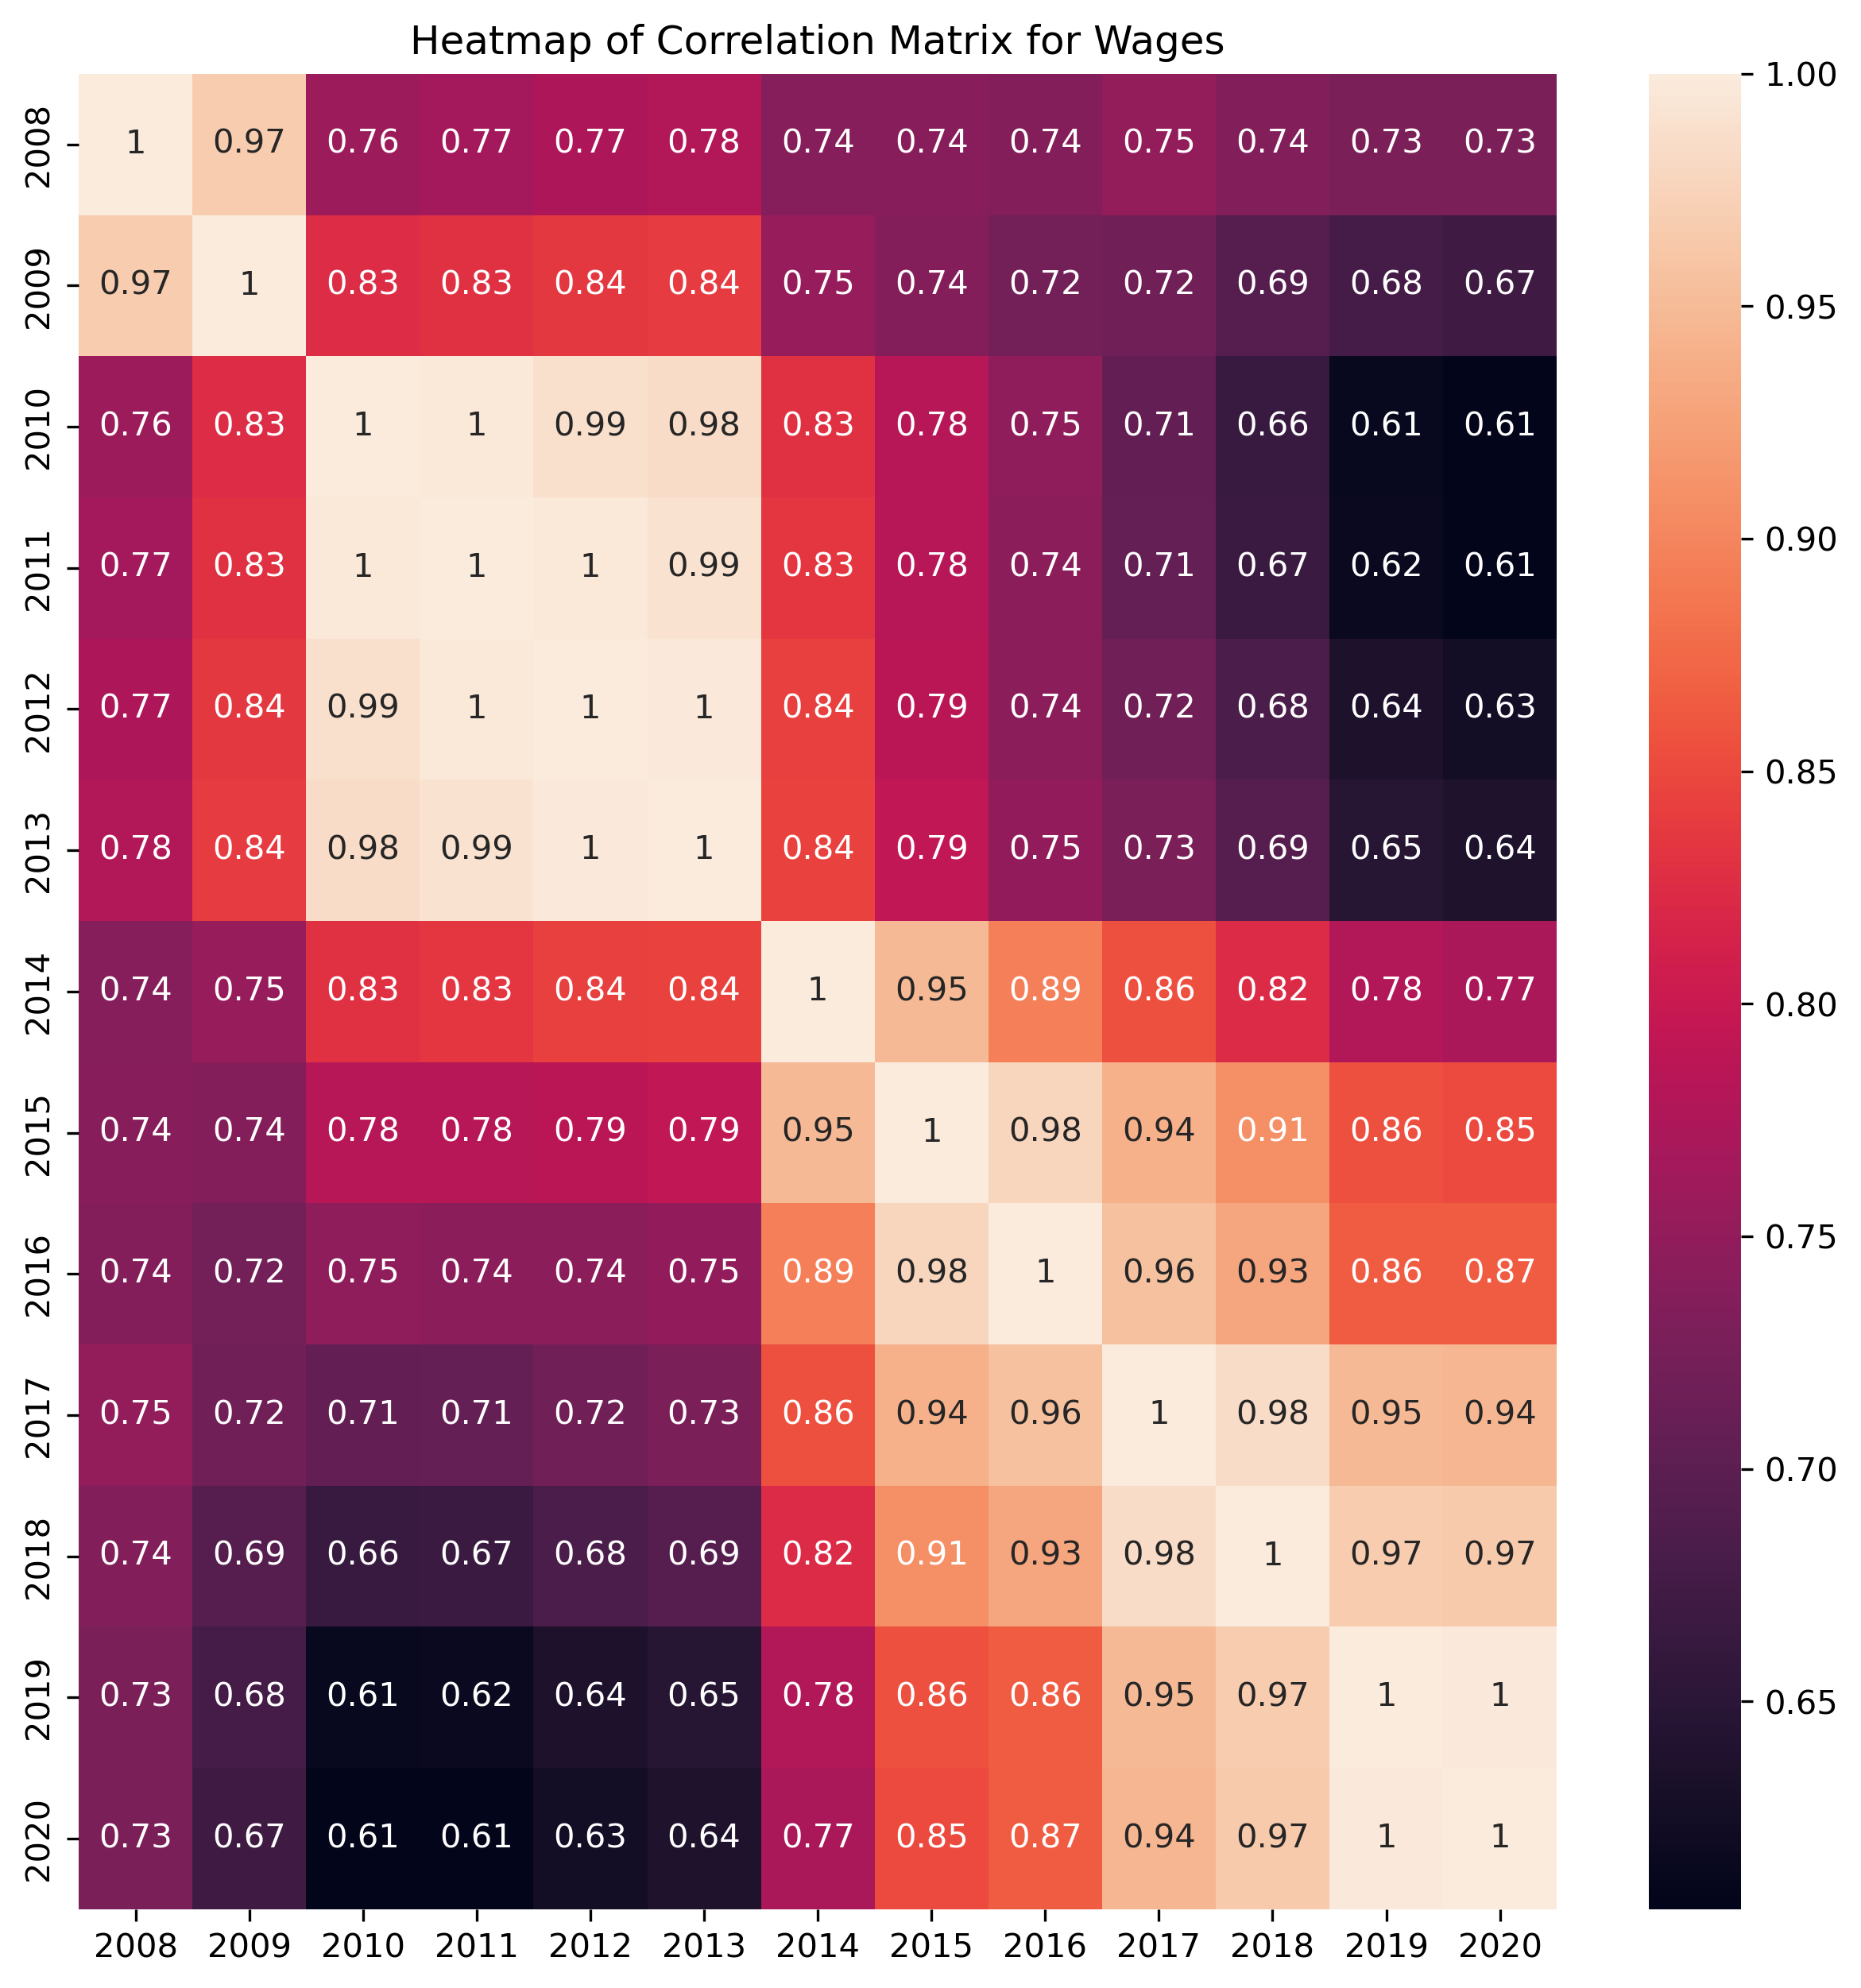 Heatmap of Correlation Matrix for Wages
2008 1 0.97 0.76 0.77 0.77 0.78 0.74 0.74 0.74 0.75 0.74 0.73 0.73
2009 0.97 1 0.83 0.83 0.84 0.84 0.75 0.74 0.72 0.72 0.69 0.68 0.67
2010 0.76 0.83 1 1 0.99 0.98 0.83 0.78 0.75 0.71 0.66 0.61 0.61
2011 0.77 0.83 1 1 1 0.99 0.83 0.78 0.74 0.71 0.67 0.62 0.61
2012 0.77 0.84 0.99 1 1 1 0.84 0.79 0.74 0.72 0.68 0.64 0.63
2013 0.78 0.84 0.98 0.99 1 1 0.84 0.79 0.75 0.73 0.69 0.65 0.64
2014 0.74 0.75 0.83 0.83 0.84 0.84 1 0.95 0.89 0.86 0.82 0.78 0.77
2015 0.74 0.74 0.78 0.78 0.79 0.79 0.95 1 0.98 0.94 0.91 0.86 0.85
2016 0.74 0.72 0.75 0.74 0.74 0.75 0.89 0.98 1 0.96 0.93 0.86 0.87
2017 0.75 0.72 0.71 0.71 0.72 0.73 0.86 0.94 0.96 1 0.98 0.95 0.94
2018 0.74 0.69 0.66 0.67 0.68 0.69 0.82 0.91 0.93 0.98 1 0.97 0.97
2019 0.73 0.68 0.61 0.62 0.64 0.65 0.78 0.86 0.86 0.95 0.97 1 1
2020 0.73 0.67 0.61 0.61 0.63 0.64 0.77 0.85 0.87 0.94 0.97 1 1
2008 2009 2010 2011 2012 2013 2014 2015 2016 2017 2018 2019 2020
1.00
0.95
0.90
0.85
0.80
0.75
0.70
0.65